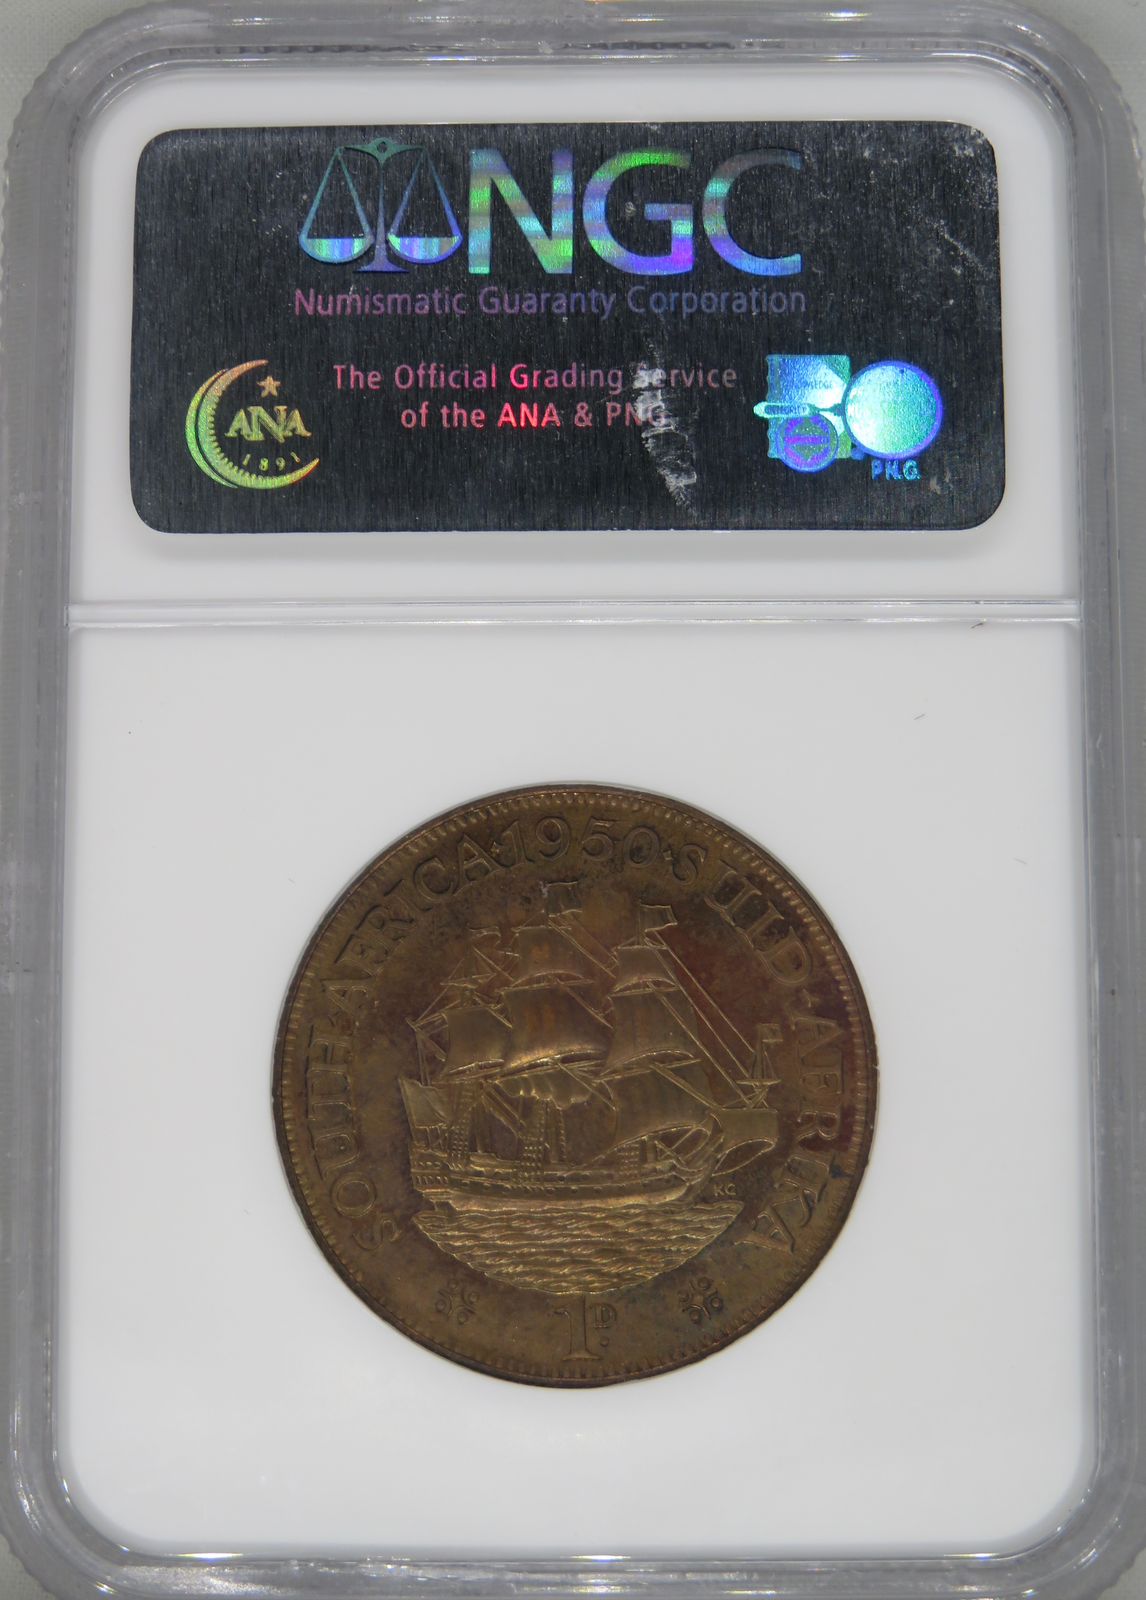 NGC
Numismatic Guaranty Corporation
The Official Grading Service
of the ANA & PNG
ANA
1891
P.N.G.
SOUTH·AFRICA·1950·SUID·AFRIKA
KG
1D.